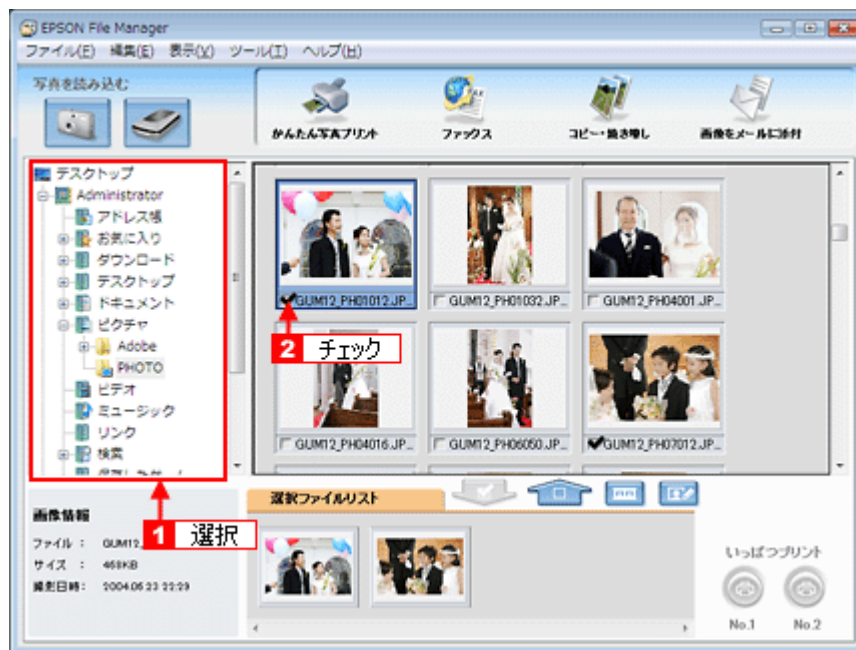 EPSON File Manager
ファイル(F) 編集(E) 表示(V) ツール(T) ヘルプ(H)
写真を読み込む
かんたん写真プリント ファックス コピー・焼き増し 画像をメールに添付
デスクトップ
Administrator
アドレス帳
お気に入り
ダウンロード
デスクトップ
ドキュメント
ピクチャ
Adobe
PHOTO
ビデオ
ミュージック
リンク
検索
GUM12_PH01012.JP... GUM12_PH01032.JP... GUM12_PH04001.JP...
2 チェック
GUM12_PH04016.JP... GUM12_PH06050.JP... GUM12_PH07012.JP...
1 選択
選択ファイルリスト
画像情報
ファイル : GUM12_
サイズ : 468KB
撮影日時: 2004.06.23 22:29
いっぱつプリント
No.1 No.2